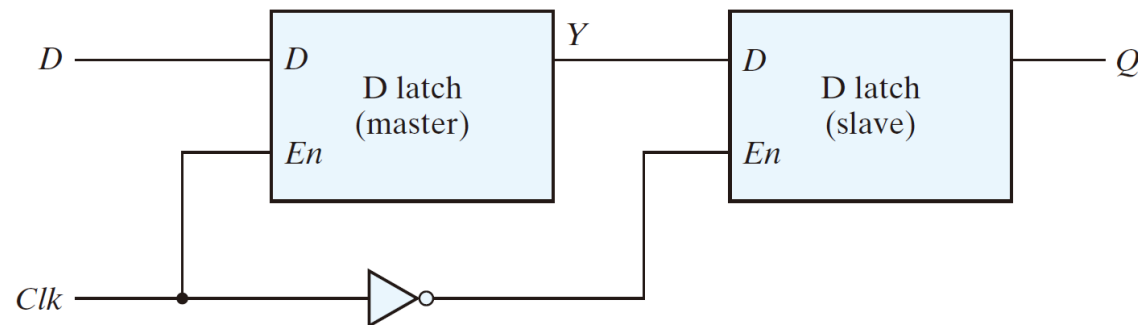 Y
D
D
D latch
(master)
En
D
D latch
(slave)
En
Q
Clk